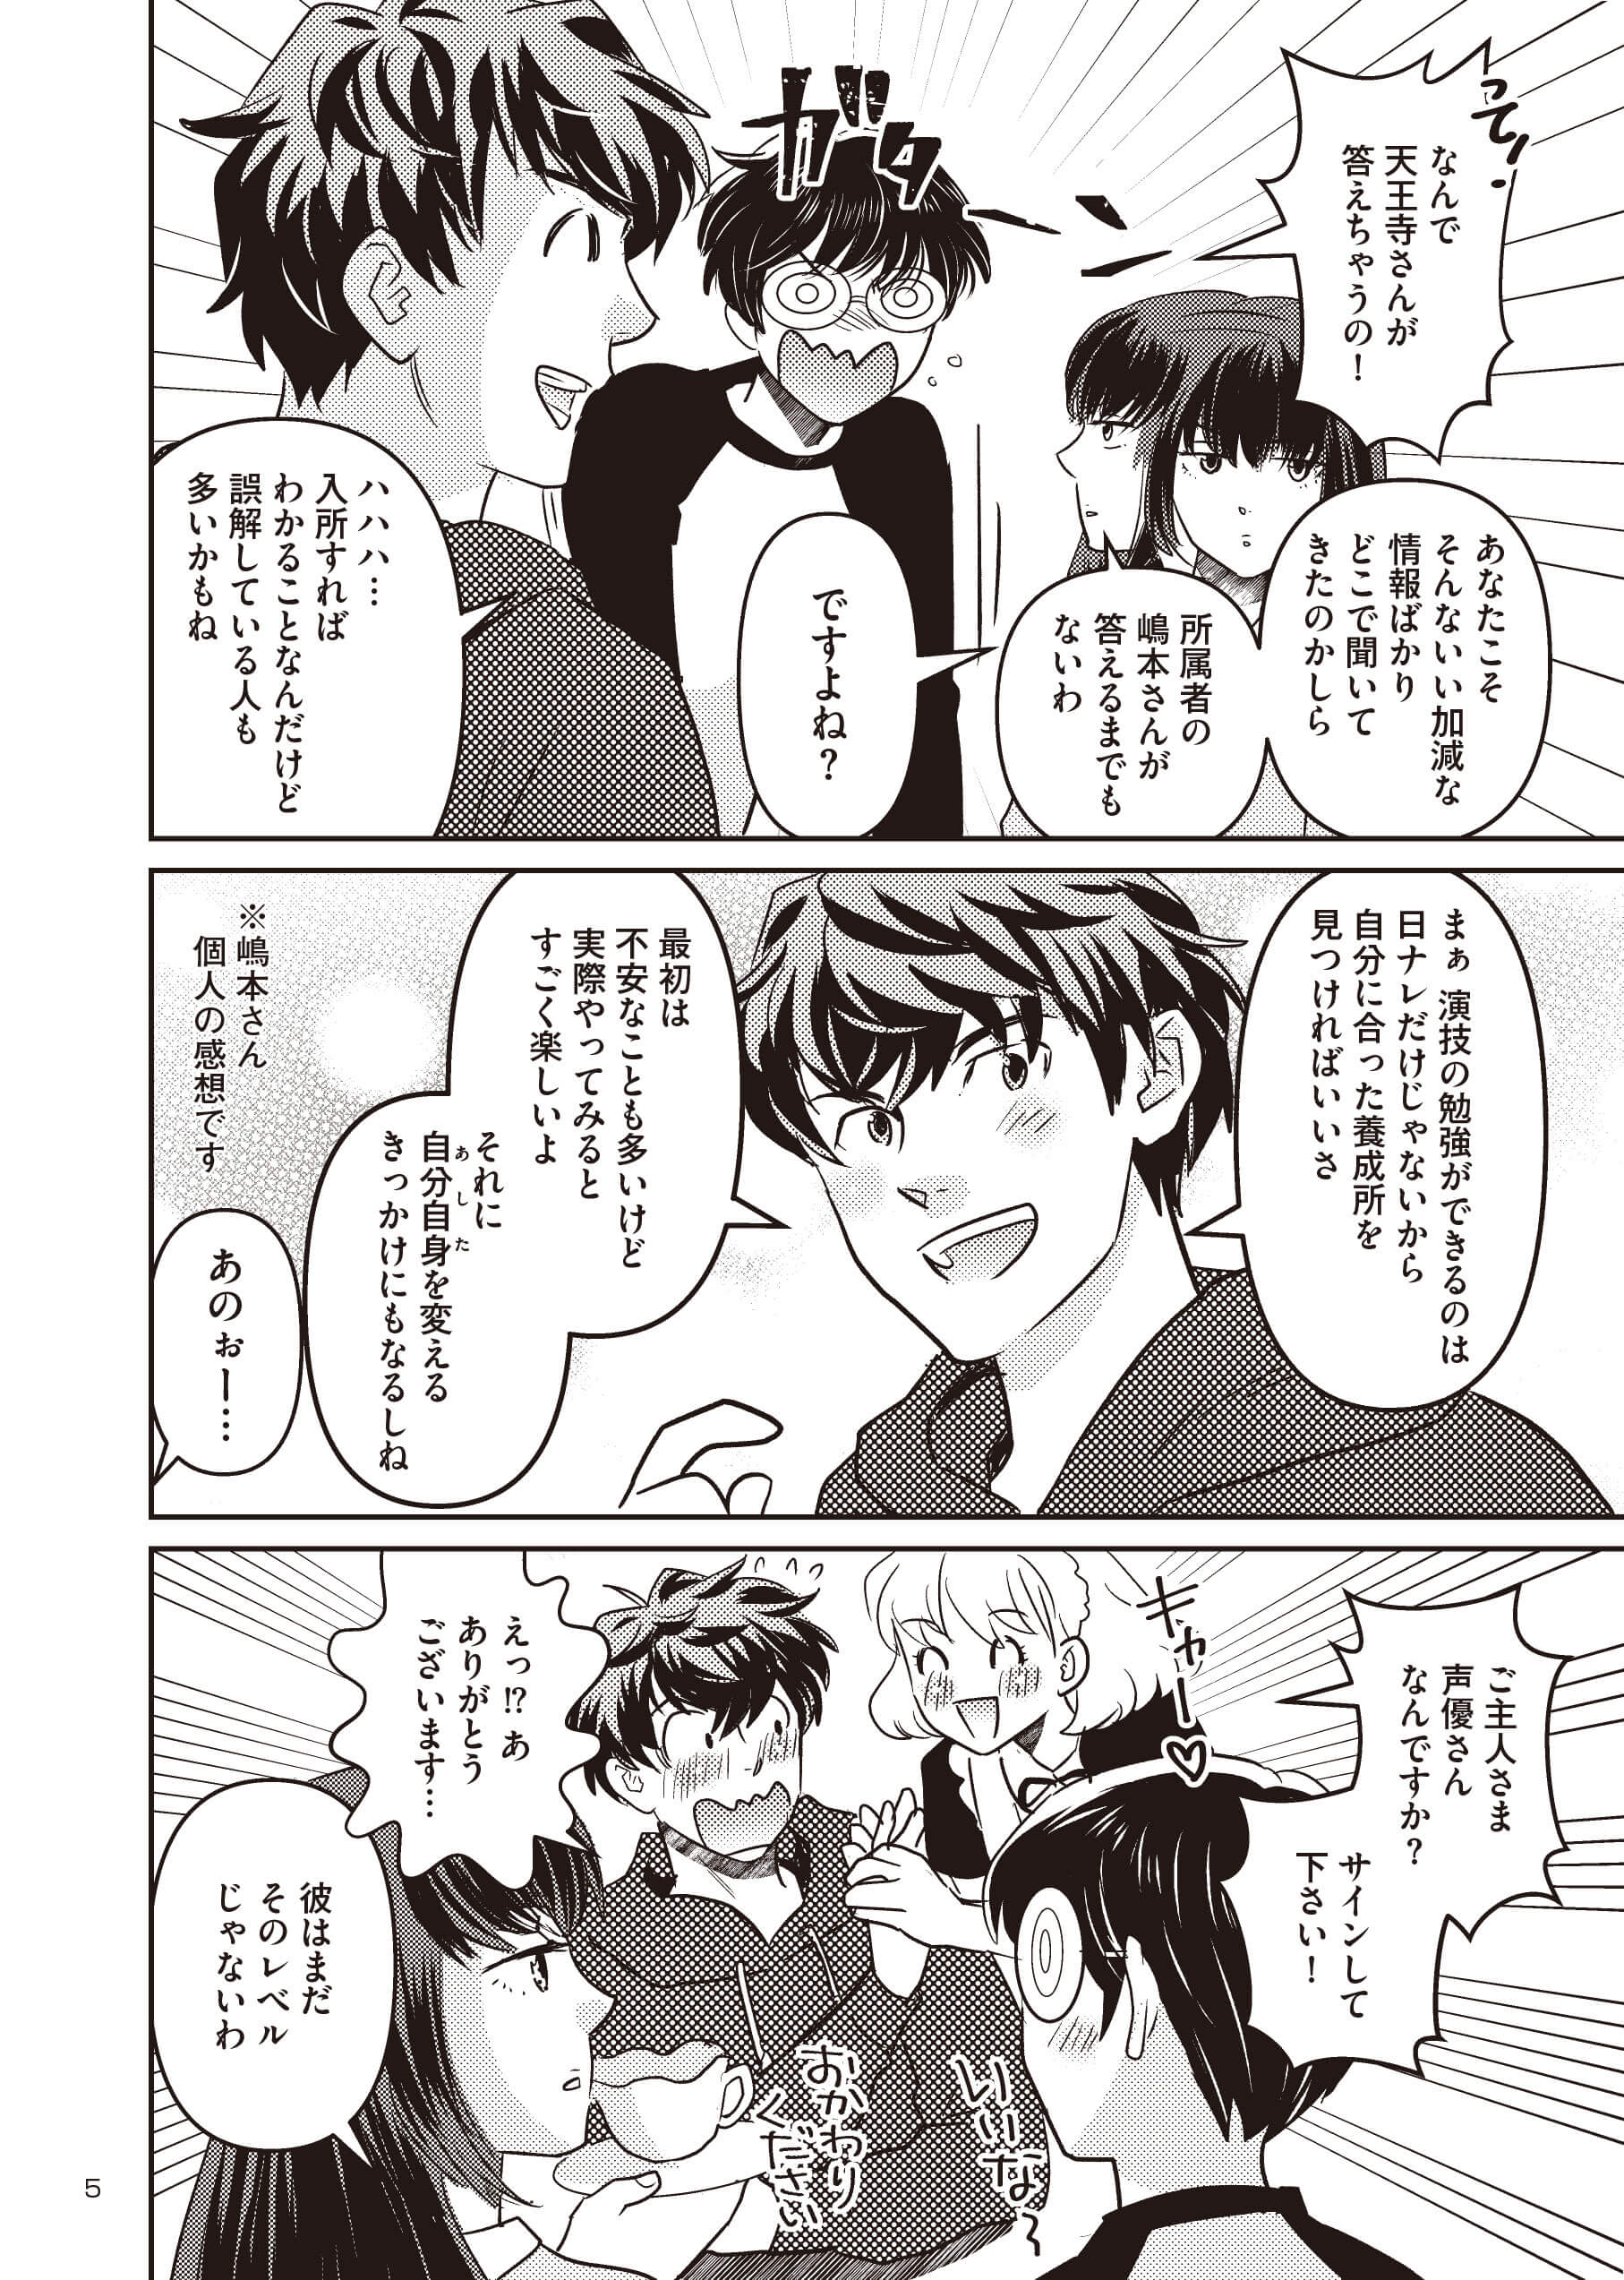 って！
なんで
天王寺さんが
答えちゃうの！
ガターン
あなたこそ
そんないい加減な
情報ばかり
どこで聞いて
きたのかしら
所属者の
嶋本さんが
答えるまでも
ないわ
ですよね？
ハハハ…
入所すれば
わかることなんだけど
誤解している人も
多いかもね
まぁ 演技の勉強ができるのは
日ナレだけじゃないから
自分に合った養成所を
見つければいいさ
最初は
不安なことも多いけど
実際やってみると
すごく楽しいよ
それに
自分自身を変える
あした
きっかけにもなるしね
※嶋本さん
個人の感想です
あのぉー…
ご主人さま
声優さん
なんですか？
サインして
下さい！
キャー♡
えっ!? あ
ありがとう
ございます…
いいな～
おかわり
ください
彼はまだ
そのレベル
じゃないわ
5